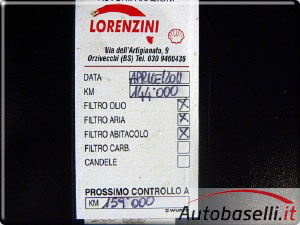 LORENZINI
Via dell'Artigianato, 9
Orzivecchi (BS) Tel. 030 9460436
DATA APRILE/2011
KM 144'000
FILTRO OLIO X
FILTRO ARIA X
FILTRO ABITACOLO X
FILTRO CARB.
CANDELE
PROSSIMO CONTROLLO A
KM 159'000
Autobaselli.it